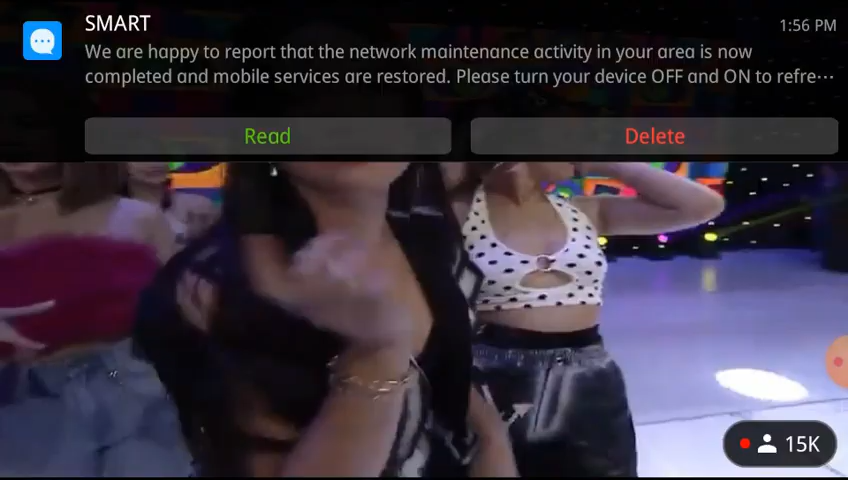 SMART
1:56 PM
We are happy to report that the network maintenance activity in your area is now
completed and mobile services are restored. Please turn your device OFF and ON to refre···
Read
Delete
15K